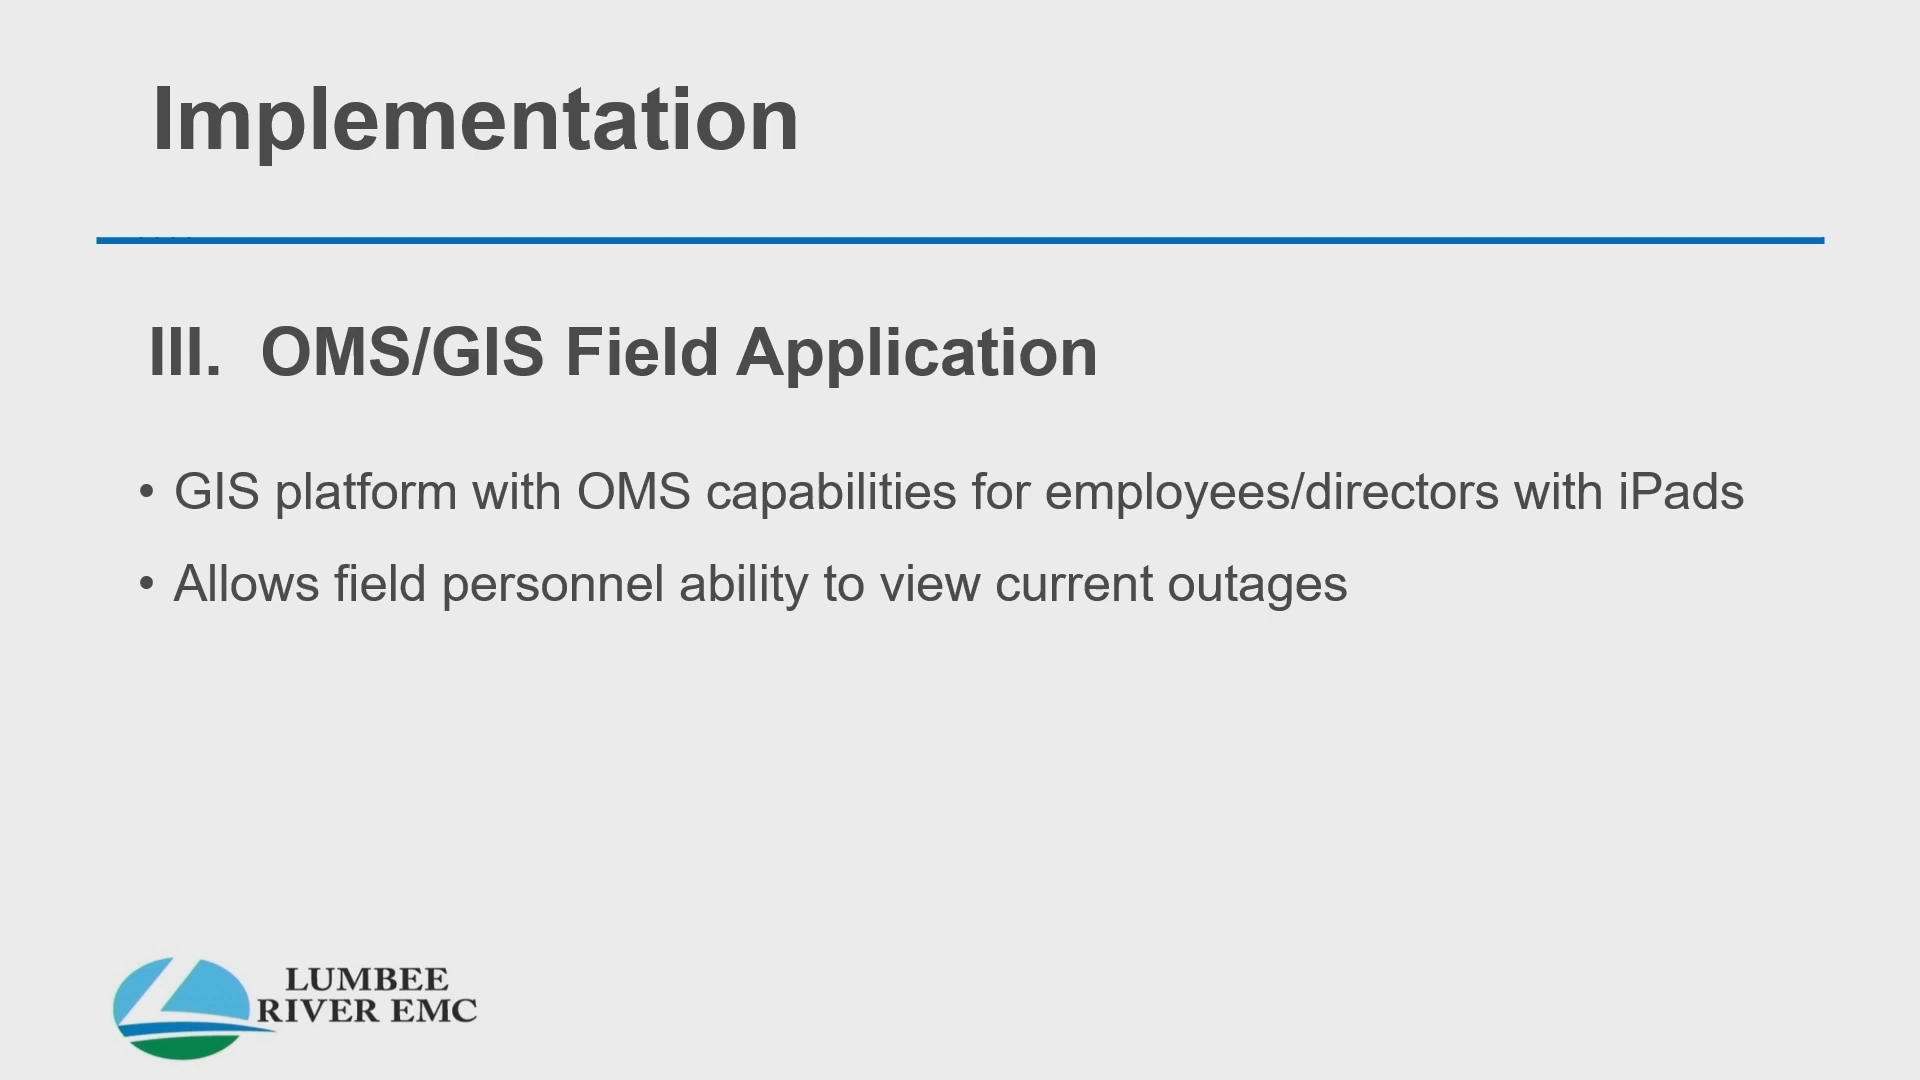 Implementation
III. OMS/GIS Field Application
• GIS platform with OMS capabilities for employees/directors with iPads
• Allows field personnel ability to view current outages
LUMBEE
RIVER EMC